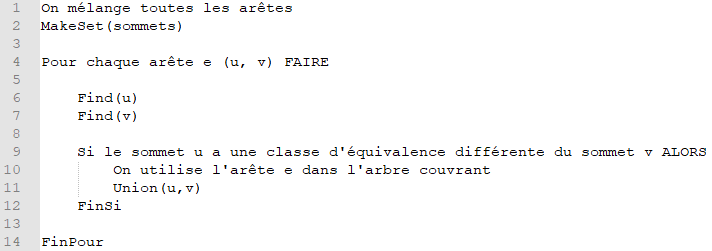 1 On mélange toutes les arêtes
2 MakeSet(sommets)
3
4 Pour chaque arête e (u, v) FAIRE
5
6 Find(u)
7 Find(v)
8
9 Si le sommet u a une classe d'équivalence différente du sommet v ALORS
10 On utilise l'arête e dans l'arbre couvrant
11 Union(u,v)
12 FinSi
13
14 FinPour